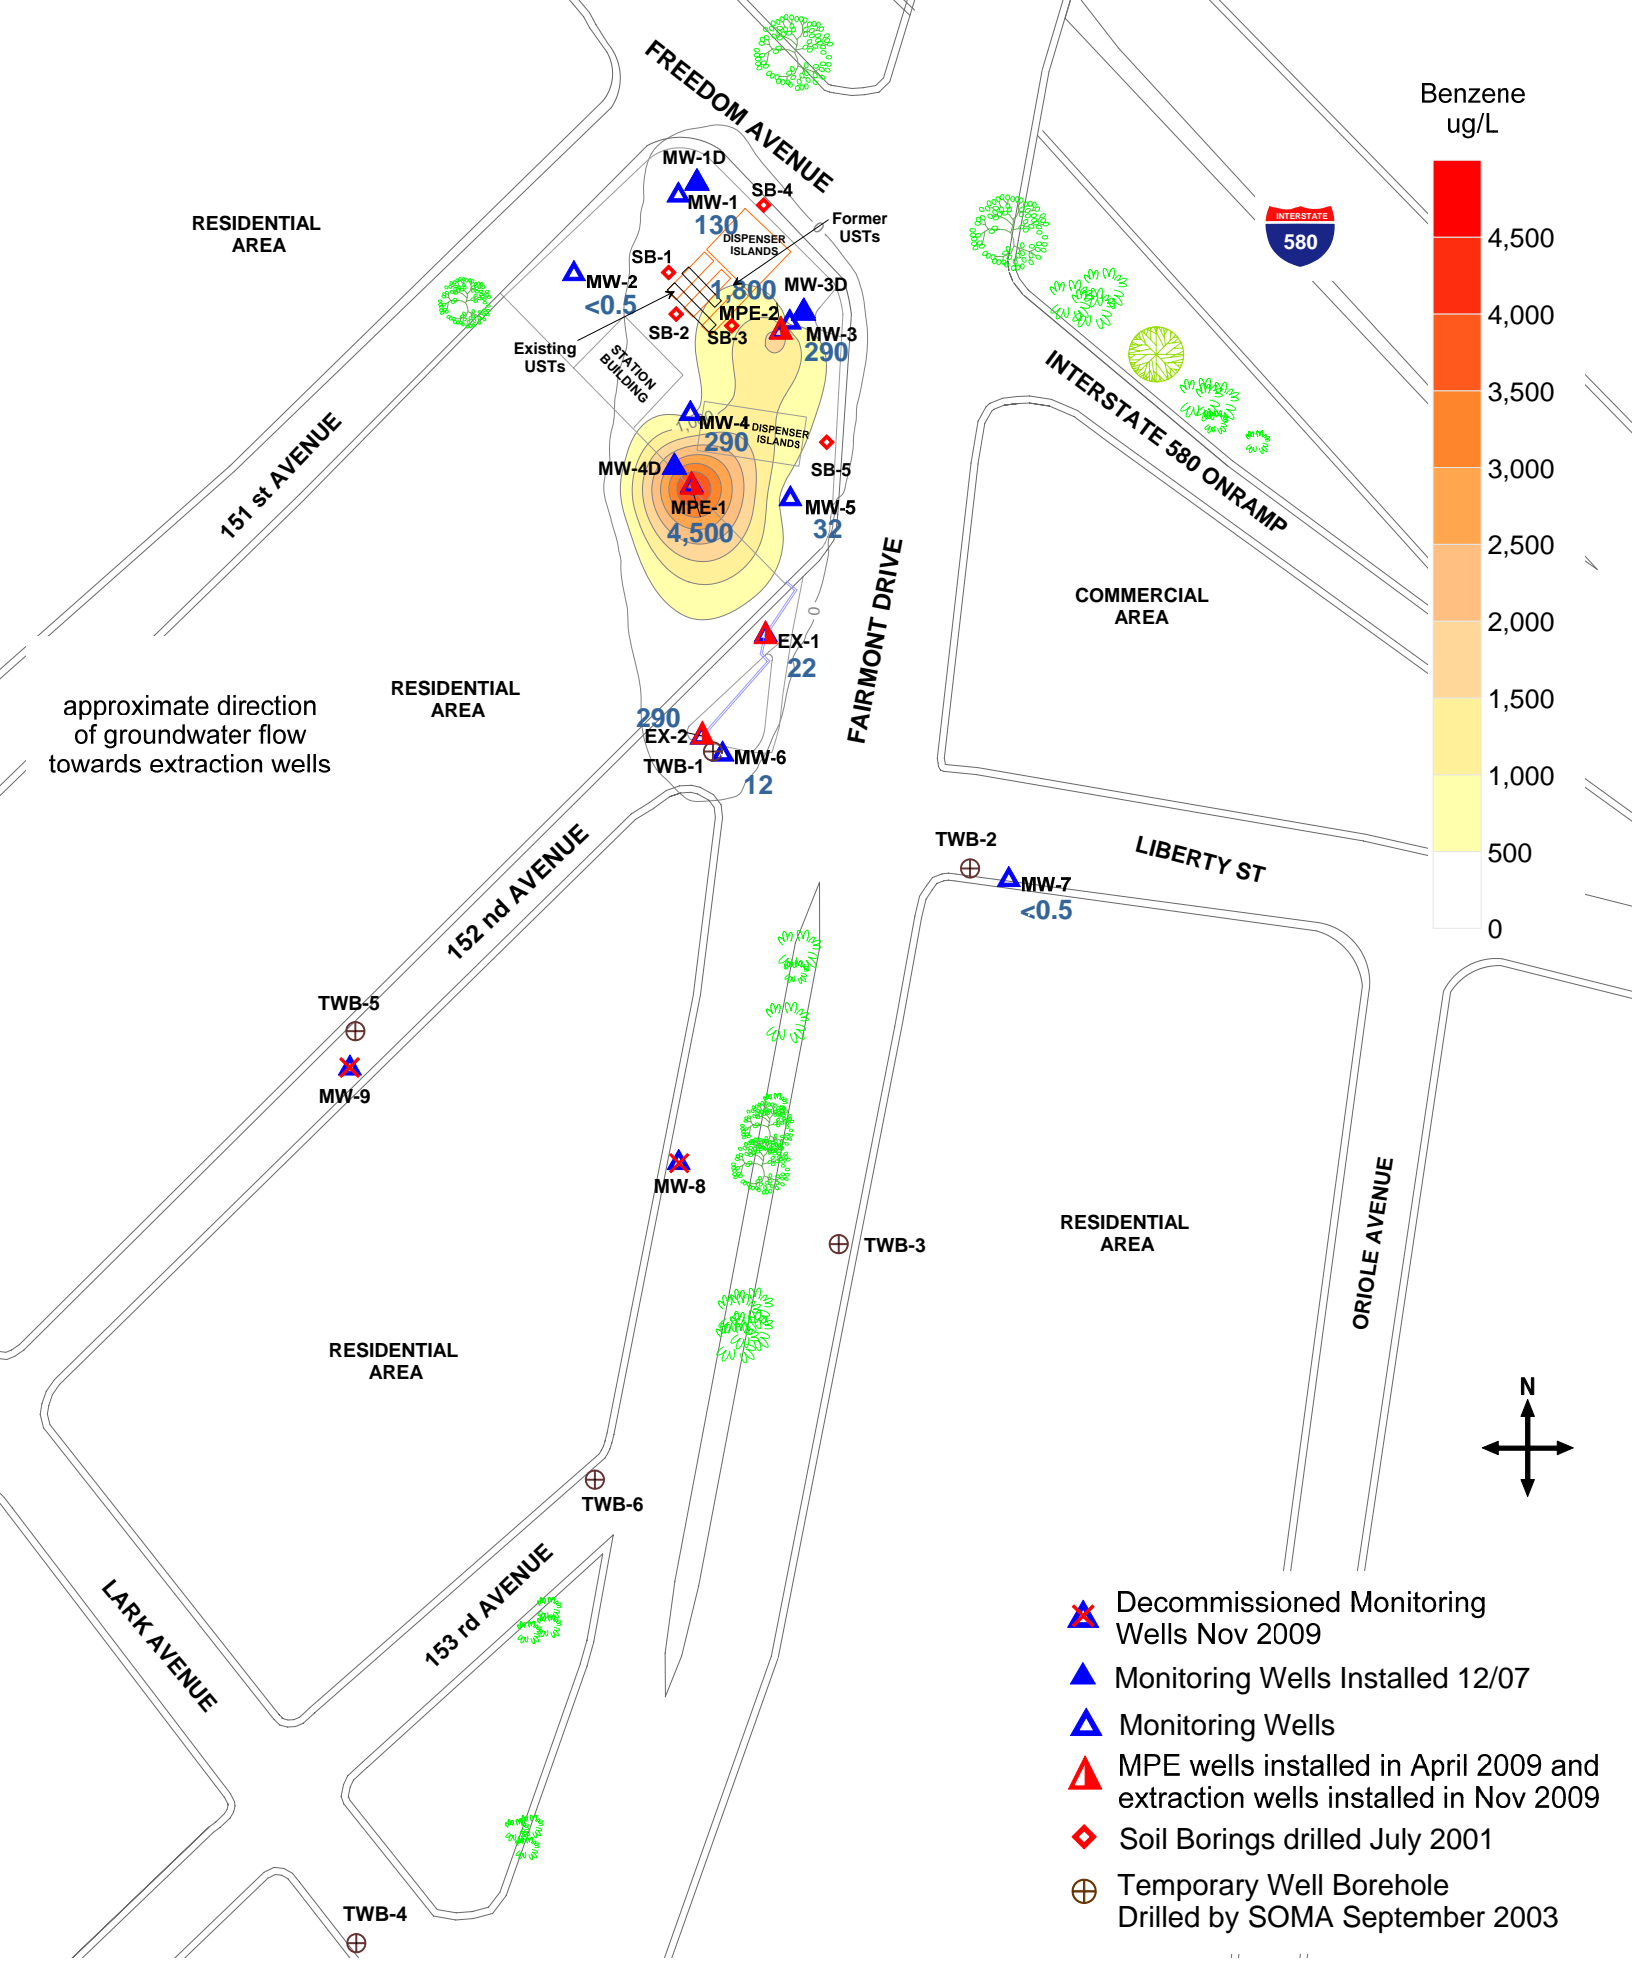 FREEDOM AVENUE
Benzene
ug/L
MW-1D
SB-4
MW-1
130
Former
USTs
DISPENSER
ISLANDS
RESIDENTIAL
AREA
INTERSTATE
580
4,500
4,000
3,500
3,000
2,500
2,000
1,500
1,000
500
0
SB-1
MW-2
<0.5
1,800
MW-3D
MPE-2
MW-3
290
SB-2
SB-3
Existing
USTs
STATION
BUILDING
0
INTERSTATE 580 ONRAMP
MW-4
290
DISPENSER
ISLANDS
SB-5
MW-4D
MPE-1
4,500
MW-5
32
151 st AVENUE
FAIRMONT DRIVE
COMMERCIAL
AREA
0
EX-1
22
RESIDENTIAL
AREA
approximate direction
of groundwater flow
towards extraction wells
290
EX-2
TWB-1
MW-6
12
152 nd AVENUE
TWB-2
MW-7
<0.5
LIBERTY ST
TWB-5
MW-9
MW-8
TWB-3
RESIDENTIAL
AREA
ORIOLE AVENUE
RESIDENTIAL
AREA
N
TWB-6
153 rd AVENUE
LARK AVENUE
TWB-4
Decommissioned Monitoring
Wells Nov 2009
Monitoring Wells Installed 12/07
Monitoring Wells
MPE wells installed in April 2009 and
extraction wells installed in Nov 2009
Soil Borings drilled July 2001
Temporary Well Borehole
Drilled by SOMA September 2003